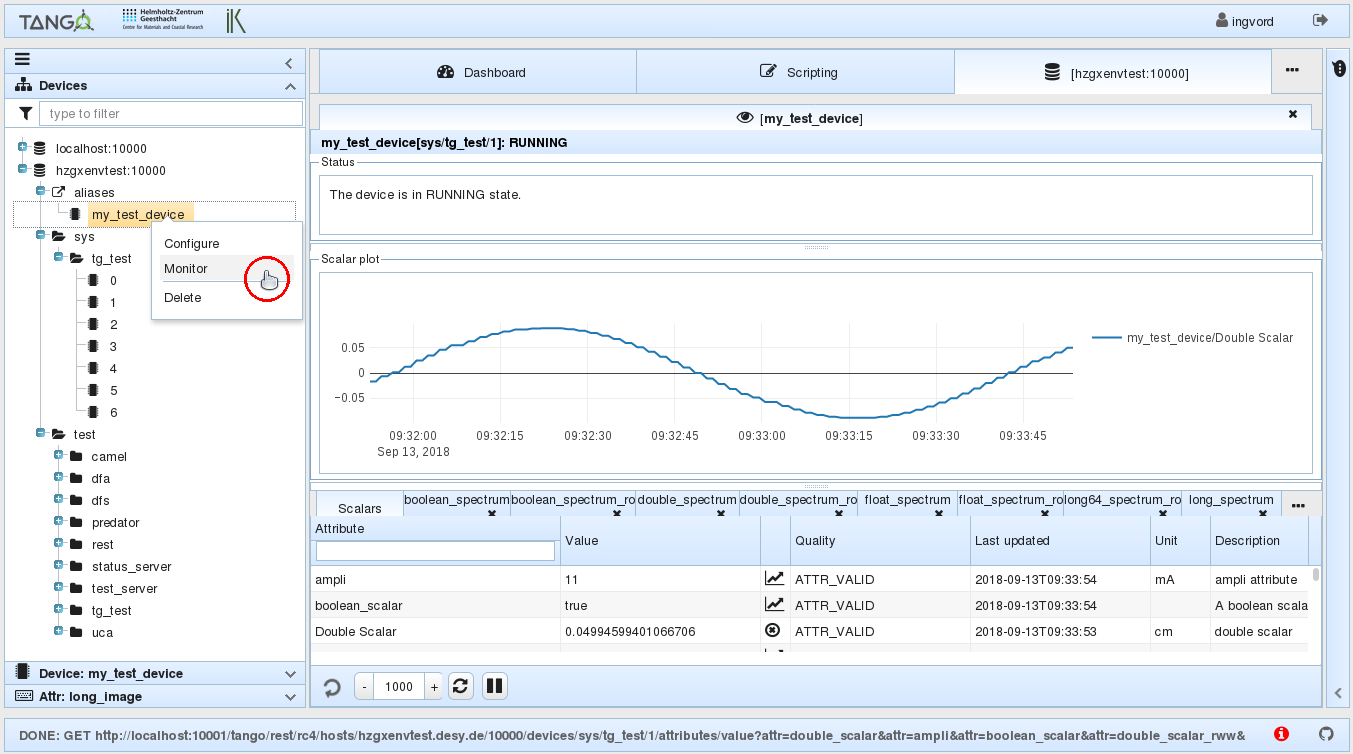 TANGO
Helmholtz-Zentrum
Geesthacht
Centre for Materials and Coastal Research
iK
ingvord
Devices
type to filter
localhost:10000
hzgxenvtest:10000
aliases
my_test_device
sys
tg_test
0
1
2
3
4
5
6
test
camel
dfa
dfs
predator
rest
status_server
test_server
tg_test
uca
Configure
Monitor
Delete
Device: my_test_device
Attr: long_image
Dashboard
Scripting
[hzgxenvtest:10000]
[my_test_device]
my_test_device[sys/tg_test/1]: RUNNING
Status
The device is in RUNNING state.
Scalar plot
0.05
0
−0.05
09:32:00 09:32:15 09:32:30 09:32:45 09:33:00 09:33:15 09:33:30 09:33:45
Sep 13, 2018
my_test_device/Double Scalar
Scalars boolean_spectrum boolean_spectrum_ro double_spectrum double_spectrum_ro float_spectrum float_spectrum_ro long64_spectrum_ro long_spectrum
Attribute Value Quality Last updated Unit Description
ampli 11 ATTR_VALID 2018-09-13T09:33:54 mA ampli attribute
boolean_scalar true ATTR_VALID 2018-09-13T09:33:54 A boolean scala
Double Scalar 0.04994599401066706 ATTR_VALID 2018-09-13T09:33:53 cm double scalar
- 1000 +
DONE: GET http://localhost:10001/tango/rest/rc4/hosts/hzgxenvtest.desy.de/10000/devices/sys/tg_test/1/attributes/value?attr=double_scalar&attr=ampli&attr=boolean_scalar&attr=double_scalar_rww&